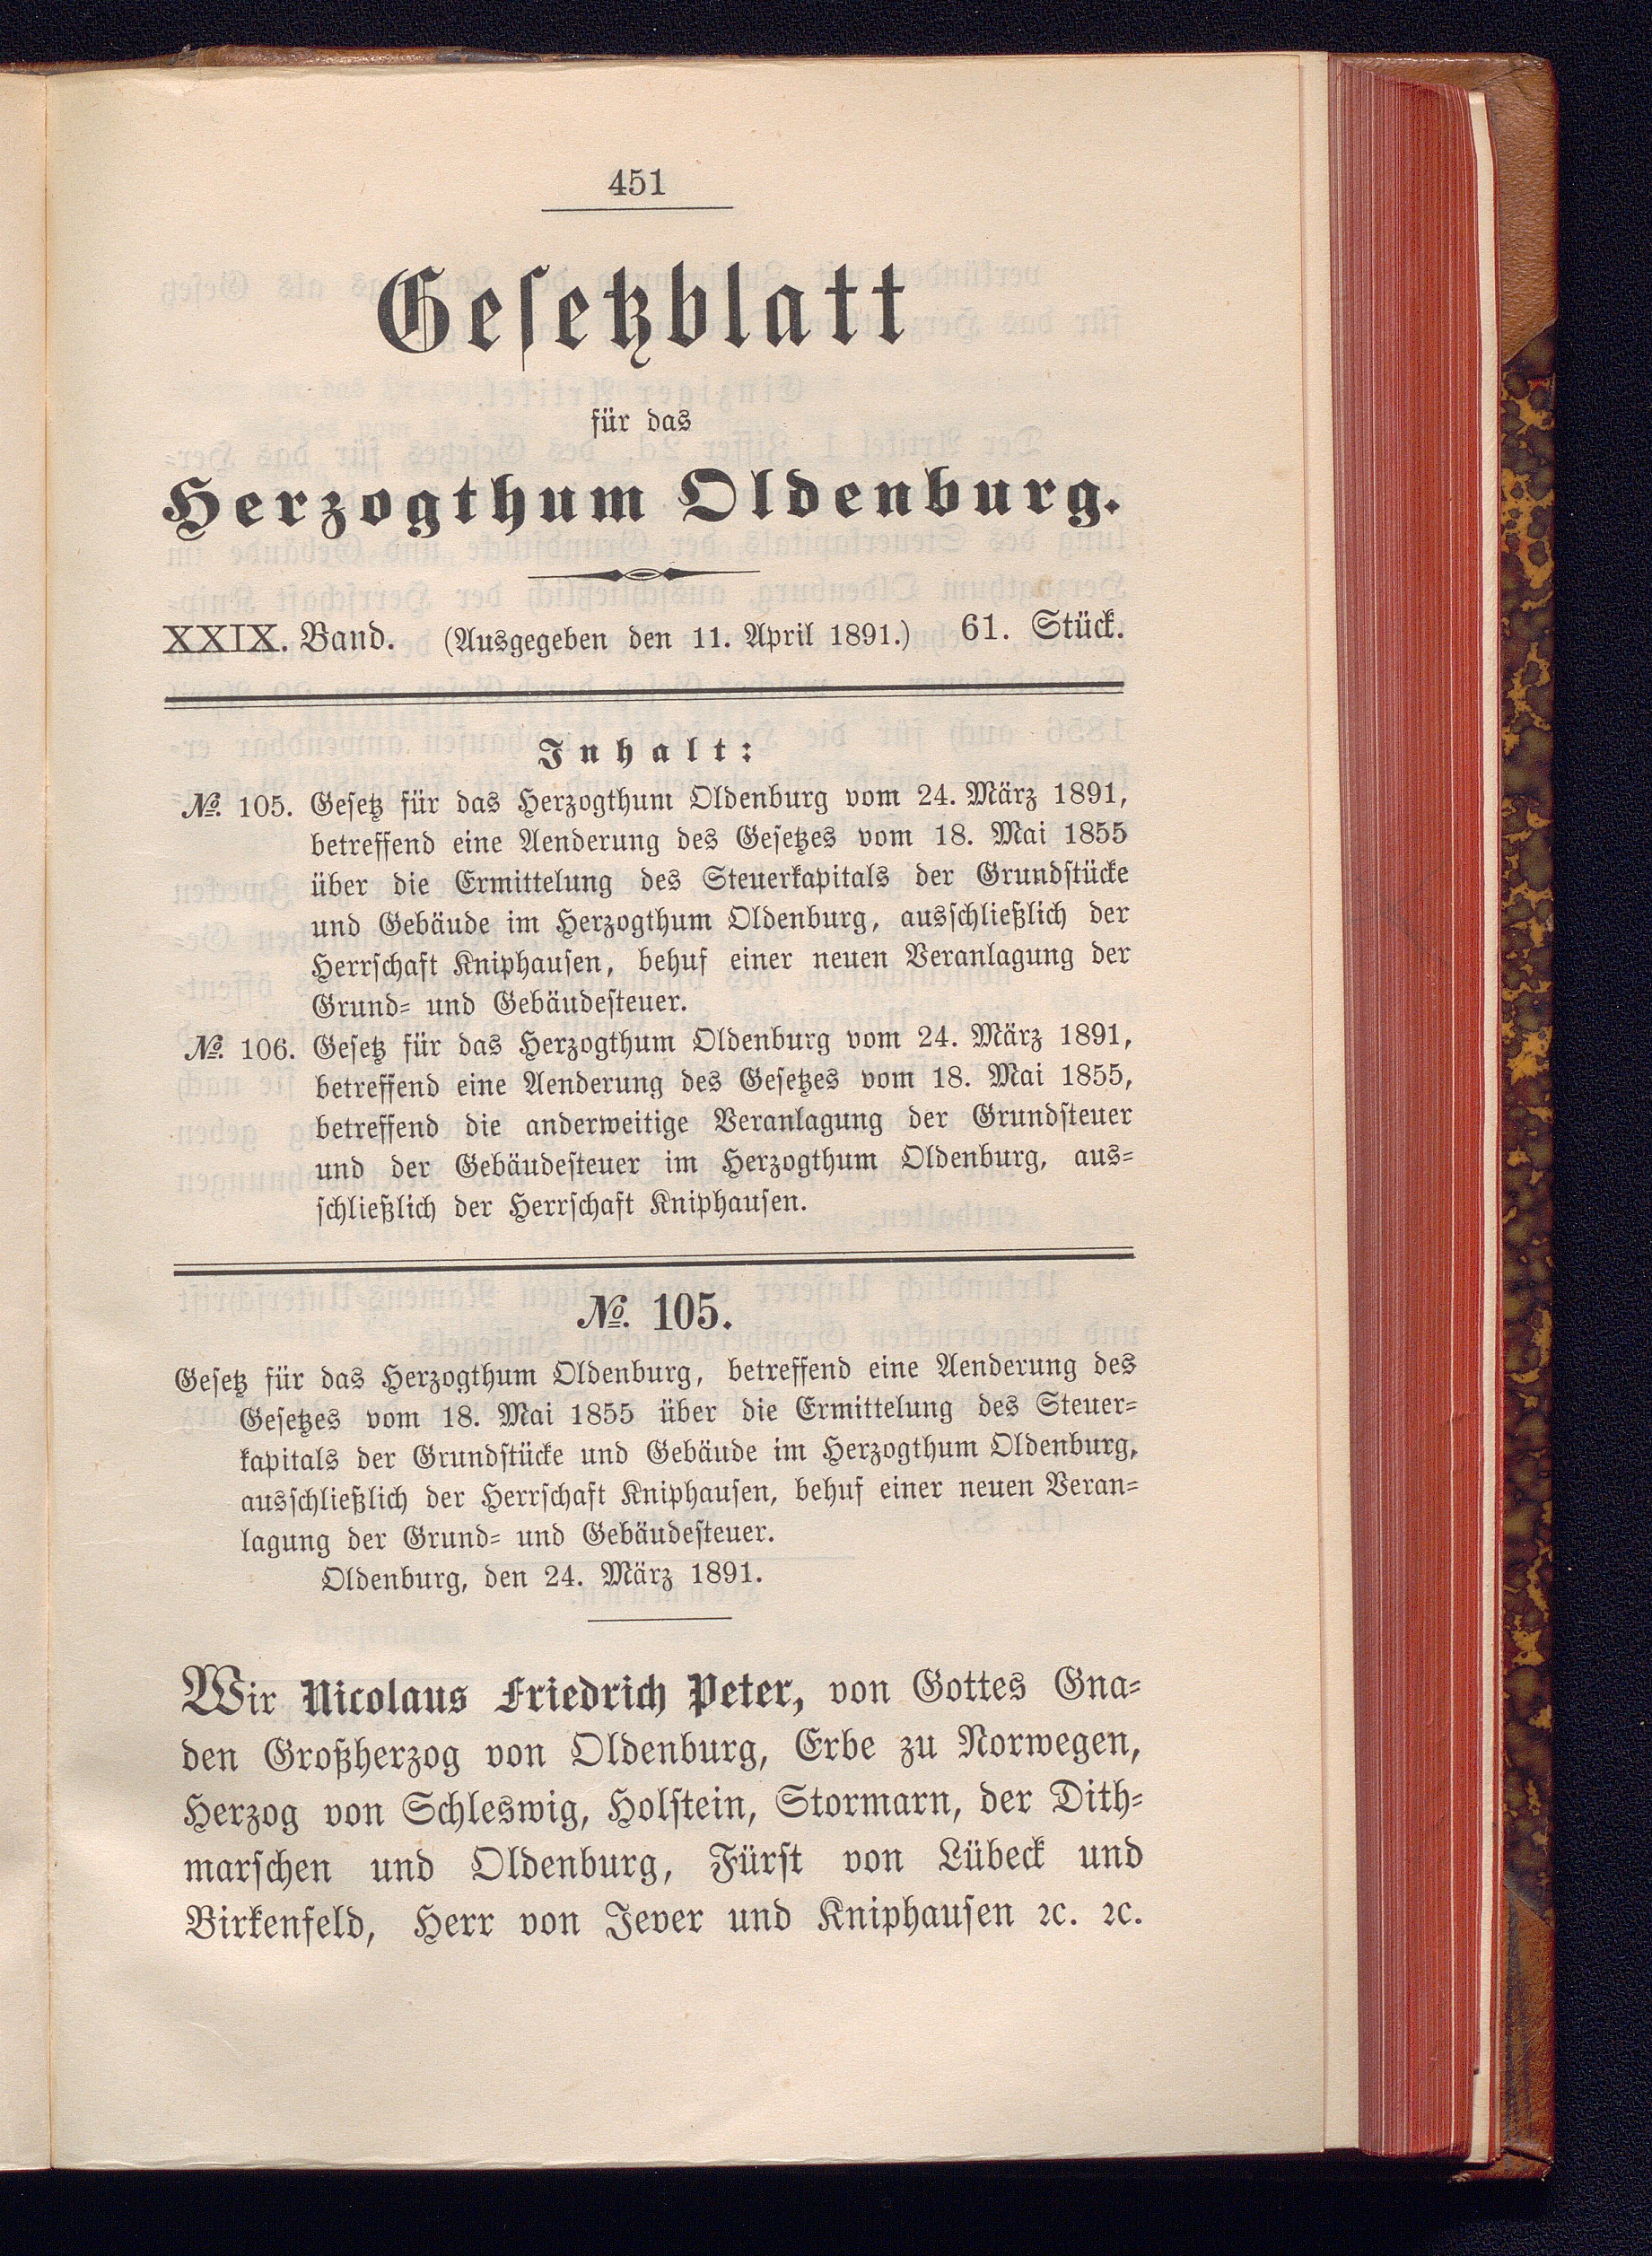 451
Gesetzblatt
für das
Herzogthum Oldenburg.
XXIX. Band. (Ausgegeben den 11. April 1891.) 61. Stück.
Inhalt:
№. 105. Gesetz für das Herzogthum Oldenburg vom 24. März 1891,
betreffend eine Aenderung des Gesetzes vom 18. Mai 1855
über die Ermittelung des Steuerkapitals der Grundstücke
und Gebäude im Herzogthum Oldenburg, ausschließlich der
Herrschaft Kniphausen, behuf einer neuen Veranlagung der
Grund- und Gebäudesteuer.
№. 106. Gesetz für das Herzogthum Oldenburg vom 24. März 1891,
betreffend eine Aenderung des Gesetzes vom 18. Mai 1855,
betreffend die anderweitige Veranlagung der Grundsteuer
und der Gebäudesteuer im Herzogthum Oldenburg, aus-
schließlich der Herrschaft Kniphausen.
№. 105.
Gesetz für das Herzogthum Oldenburg, betreffend eine Aenderung des
Gesetzes vom 18. Mai 1855 über die Ermittelung des Steuer-
kapitals der Grundstücke und Gebäude im Herzogthum Oldenburg,
ausschließlich der Herrschaft Kniphausen, behuf einer neuen Veran-
lagung der Grund- und Gebäudesteuer.
Oldenburg, den 24. März 1891.
Wir Nicolaus Friedrich Peter, von Gottes Gna-
den Großherzog von Oldenburg, Erbe zu Norwegen,
Herzog von Schleswig, Holstein, Stormarn, der Dith-
marschen und Oldenburg, Fürst von Lübeck und
Birkenfeld, Herr von Jever und Kniphausen ꝛc. ꝛc.